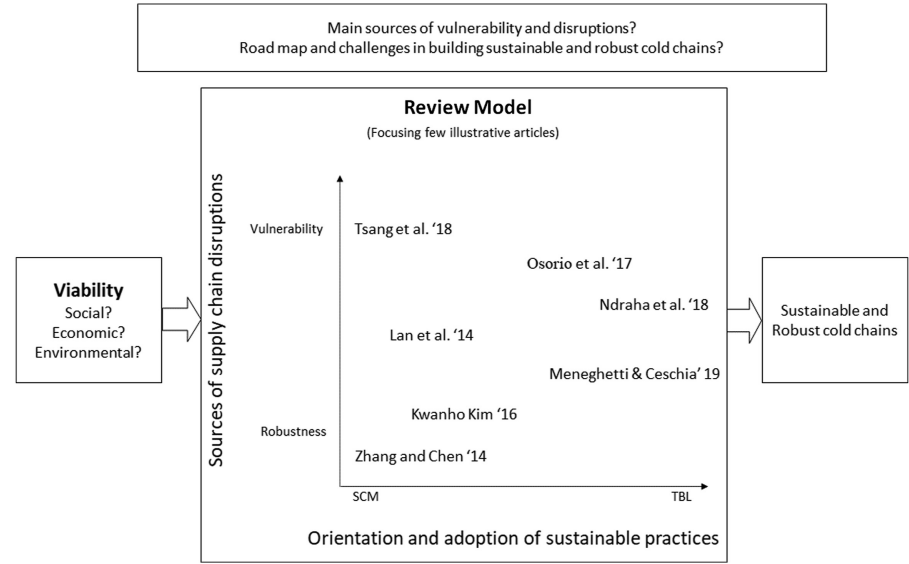 Main sources of vulnerability and disruptions?
Road map and challenges in building sustainable and robust cold chains?
Review Model
(Focusing few illustrative articles)
Sources of supply chain disruptions
Vulnerability
Tsang et al. ‘18
Osorio et al. ‘17
Ndraha et al. ‘18
Lan et al. ‘14
Meneghetti & Ceschia’ 19
Kwanho Kim ‘16
Robustness
Zhang and Chen ‘14
SCM
TBL
Orientation and adoption of sustainable practices
Viability
Social?
Economic?
Environmental?
Sustainable and
Robust cold chains